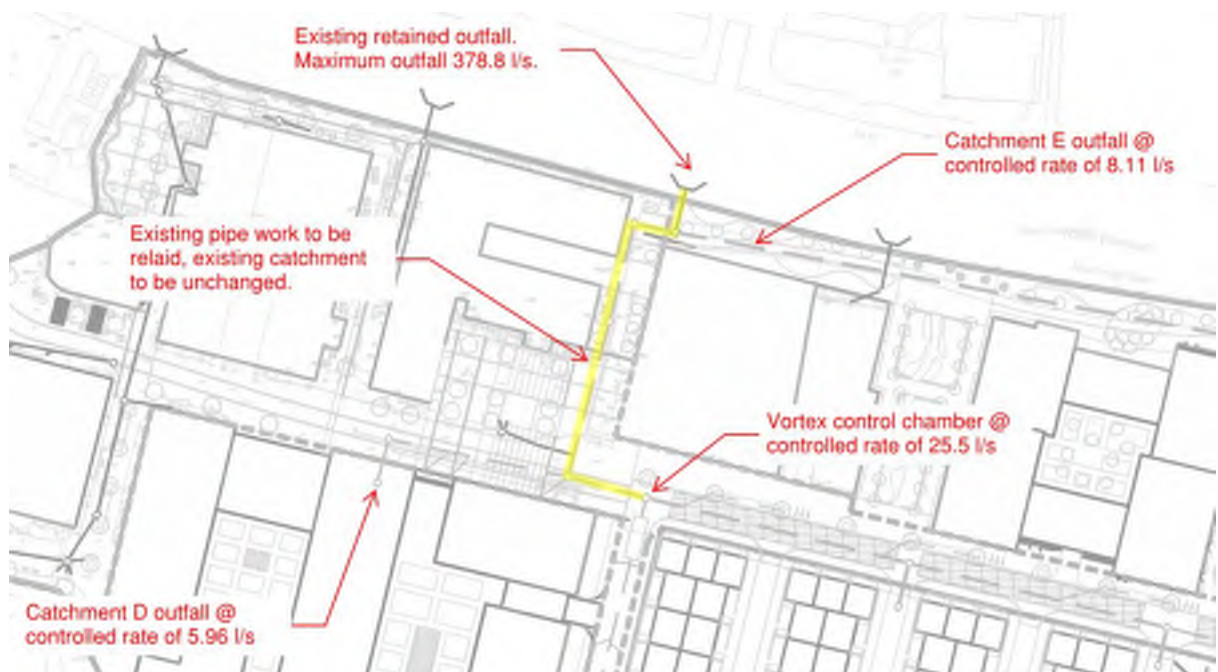 Existing retained outfall.
Maximum outfall 378.8 l/s.
Catchment E outfall @
controlled rate of 8.11 l/s
Existing pipe work to be
relaid, existing catchment
to be unchanged.
Vortex control chamber @
controlled rate of 25.5 l/s
Catchment D outfall @
controlled rate of 5.96 l/s